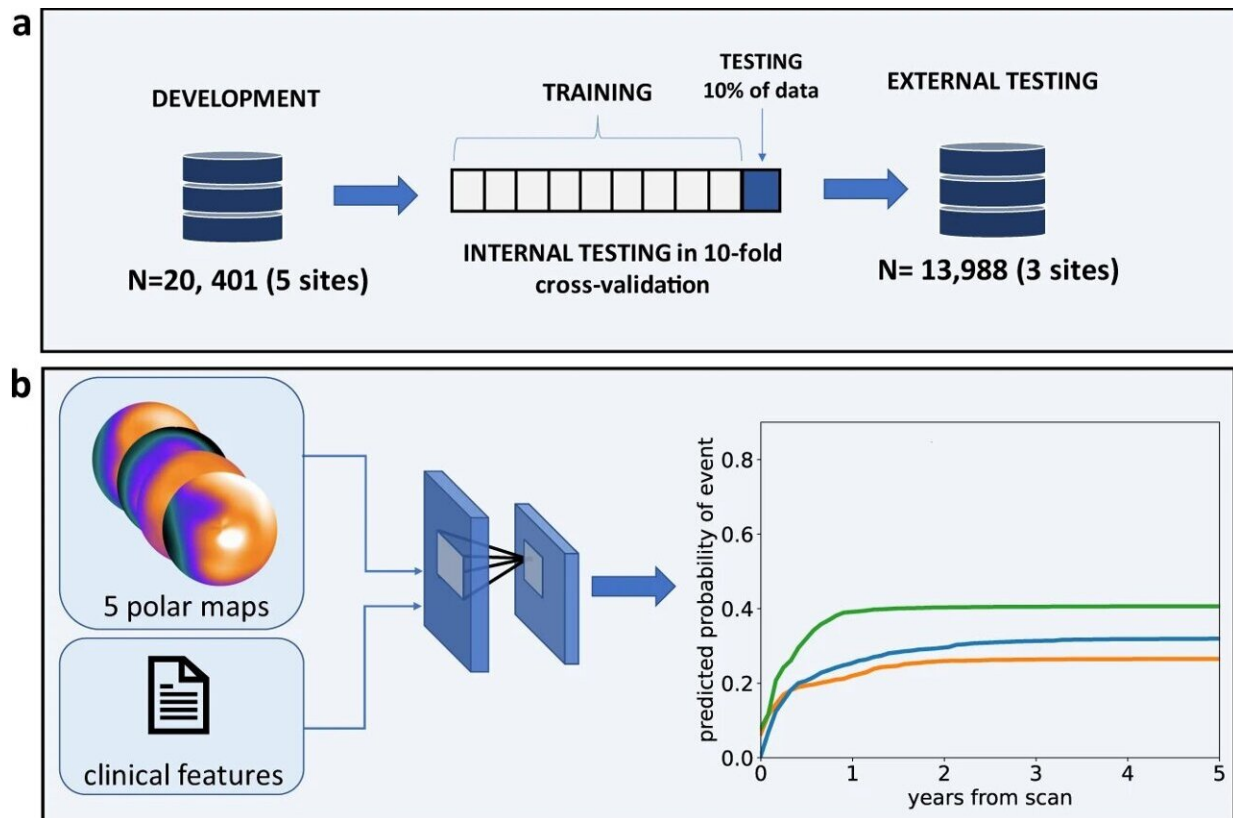 a
DEVELOPMENT
N=20, 401 (5 sites)
TRAINING
TESTING
10% of data
INTERNAL TESTING in 10-fold
cross-validation
EXTERNAL TESTING
N= 13,988 (3 sites)
b
5 polar maps
clinical features
predicted probability of event
0.8
0.6
0.4
0.2
0.0
0 1 2 3 4 5
years from scan